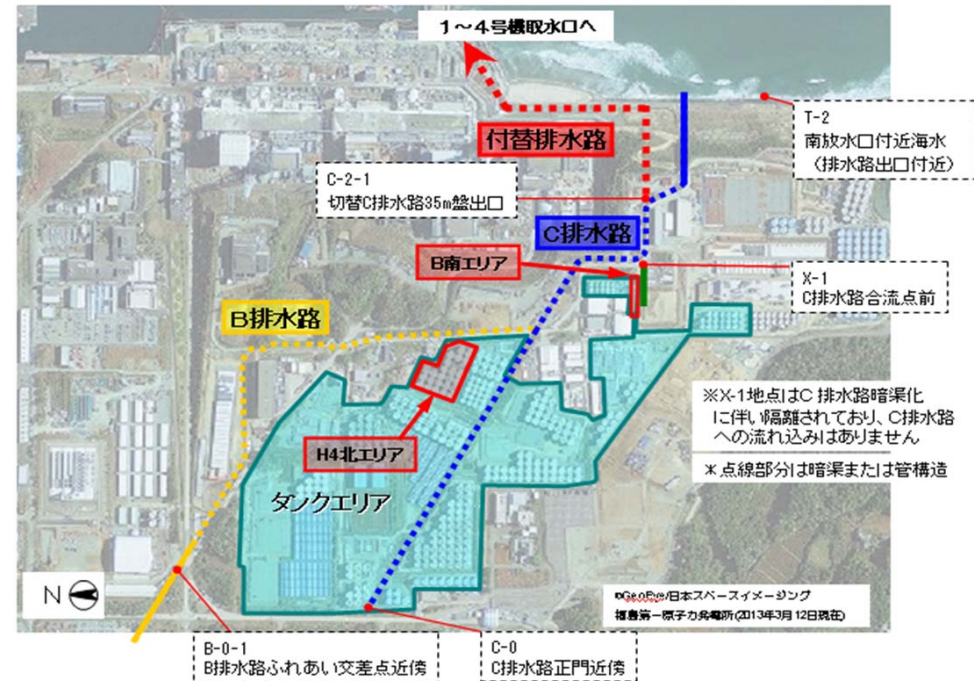 1～4号機取水口へ
T-2
南放水口付近海水
（排水路出口付近）
付替排水路
C-2-1
切替C排水路35m盤出口
C排水路
B南エリア
X-1
C排水路合流点前
B排水路
※X-1地点はC排水路暗渠化
に伴い隔離されており、C排水路
への流れ込みはありません
＊点線部分は暗渠または管構造
H4北エリア
タンクエリア
N
©GeoEye/日本スペースイメージング
福島第一原子力発電所(2013年3月12日現在)
B-0-1
B排水路ふれあい交差点近傍
C-0
C排水路正門近傍